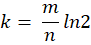 k = m/n ln2